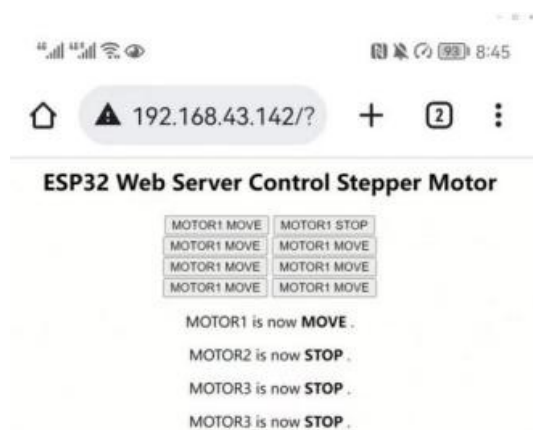 93 8:45
192.168.43.142/? 2
ESP32 Web Server Control Stepper Motor
MOTOR1 MOVE MOTOR1 STOP
MOTOR1 MOVE MOTOR1 MOVE
MOTOR1 MOVE MOTOR1 MOVE
MOTOR1 MOVE MOTOR1 MOVE
MOTOR1 is now MOVE .
MOTOR2 is now STOP .
MOTOR3 is now STOP .
MOTOR3 is now STOP .